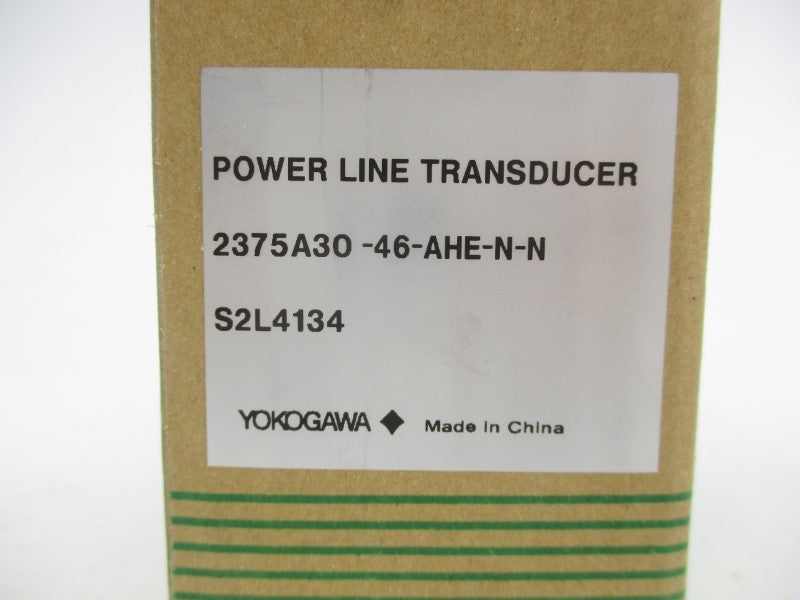 POWER LINE TRANSDUCER
2375A30 -46-AHE-N-N
S2L4134
YOKOGAWA ◆ Made in China